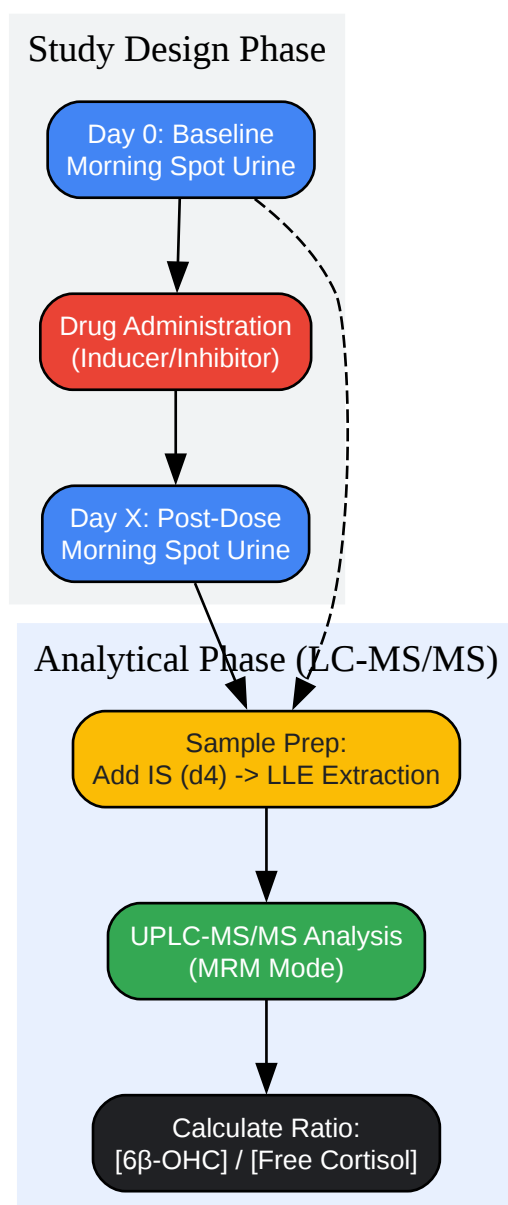 Study Design Phase
Day 0: Baseline
Morning Spot Urine
Drug Administration
(Inducer/Inhibitor)
Day X: Post-Dose
Morning Spot Urine
Analytical Phase (LC-MS/MS)
Sample Prep:
Add IS (d4) -> LLE Extraction
UPLC-MS/MS Analysis
(MRM Mode)
Calculate Ratio:
[6β-OHC] / [Free Cortisol]